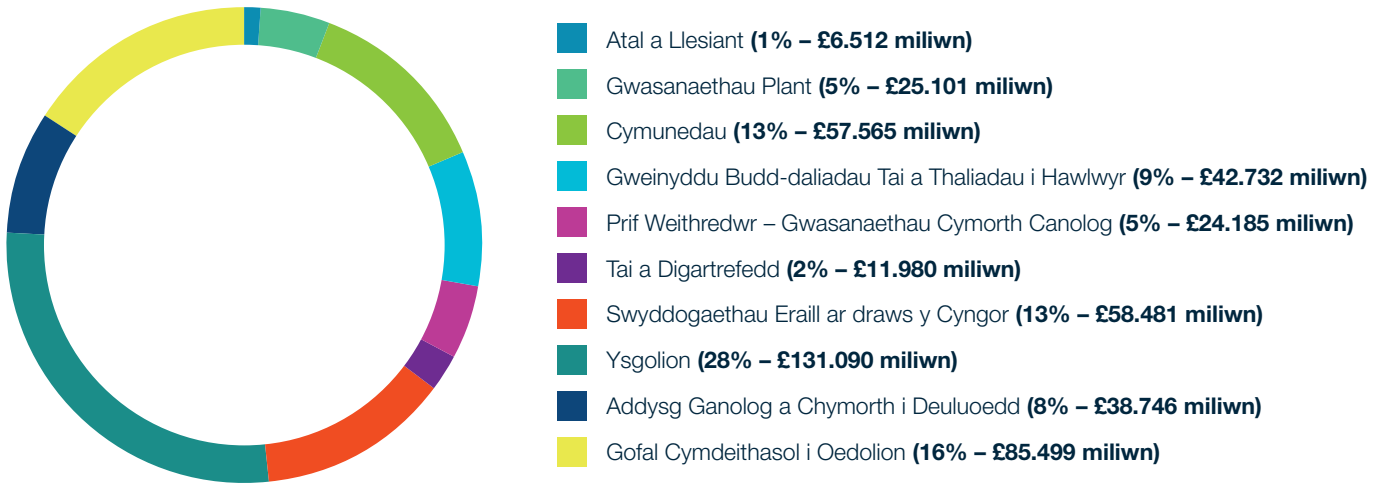 Atal a Llesiant (1% – £6.512 miliwn)
Gwasanaethau Plant (5% – £25.101 miliwn)
Cymunedau (13% – £57.565 miliwn)
Gweinyddu Budd-daliadau Tai a Thaliadau i Hawlwyr (9% – £42.732 miliwn)
Prif Weithredwr – Gwasanaethau Cymorth Canolog (5% – £24.185 miliwn)
Tai a Digartrefedd (2% – £11.980 miliwn)
Swyddogaethau Eraill ar draws y Cyngor (13% – £58.481 miliwn)
Ysgolion (28% – £131.090 miliwn)
Addysg Ganolog a Chymorth i Deuluoedd (8% – £38.746 miliwn)
Gofal Cymdeithasol i Oedolion (16% – £85.499 miliwn)